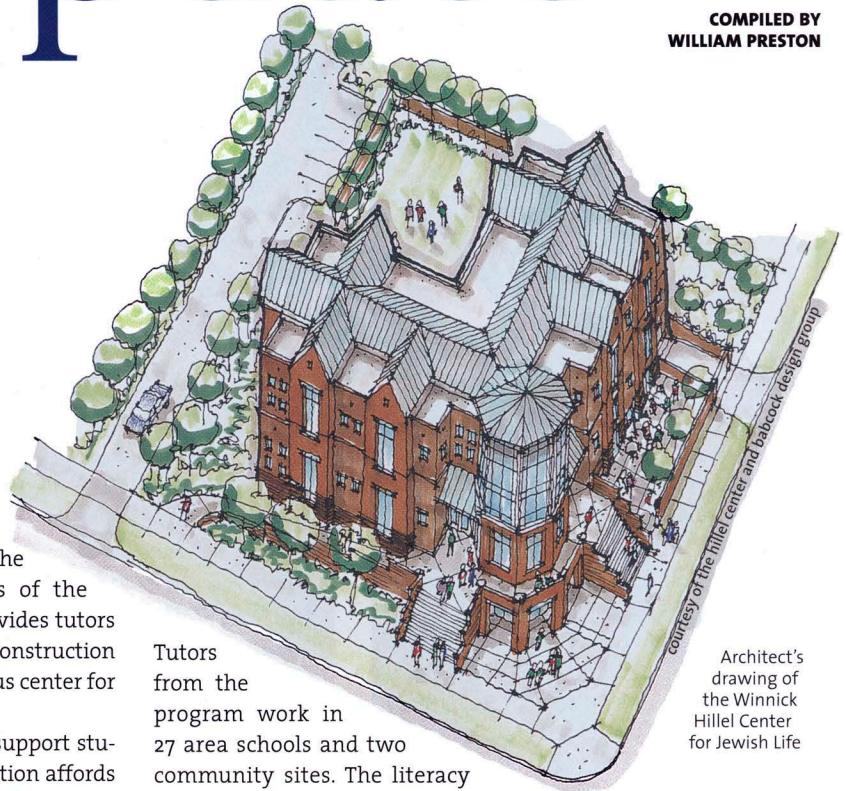 COMPILED BY
WILLIAM PRESTON
he
s of the
vides tutors
onstruction
us center for
support stu-
tion affords
Tutors
from the
program work in
27 area schools and two
community sites. The literacy
courtesy of the hillel center and babcock design group
Architect's
drawing of
the Winnick
Hillel Center
for Jewish Life